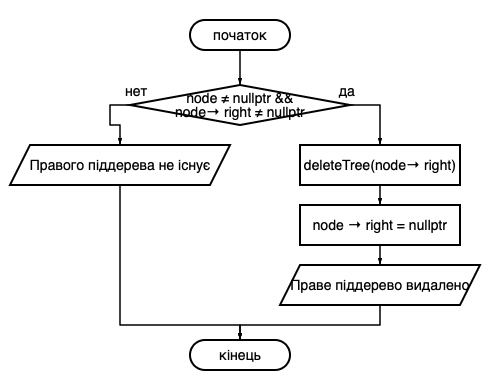 початок
нет
да
node ≠ nullptr &&
node→ right ≠ nullptr
Правого піддерева не існує
deleteTree(node→ right)
node → right = nullptr
Праве піддерево видалено
кінець